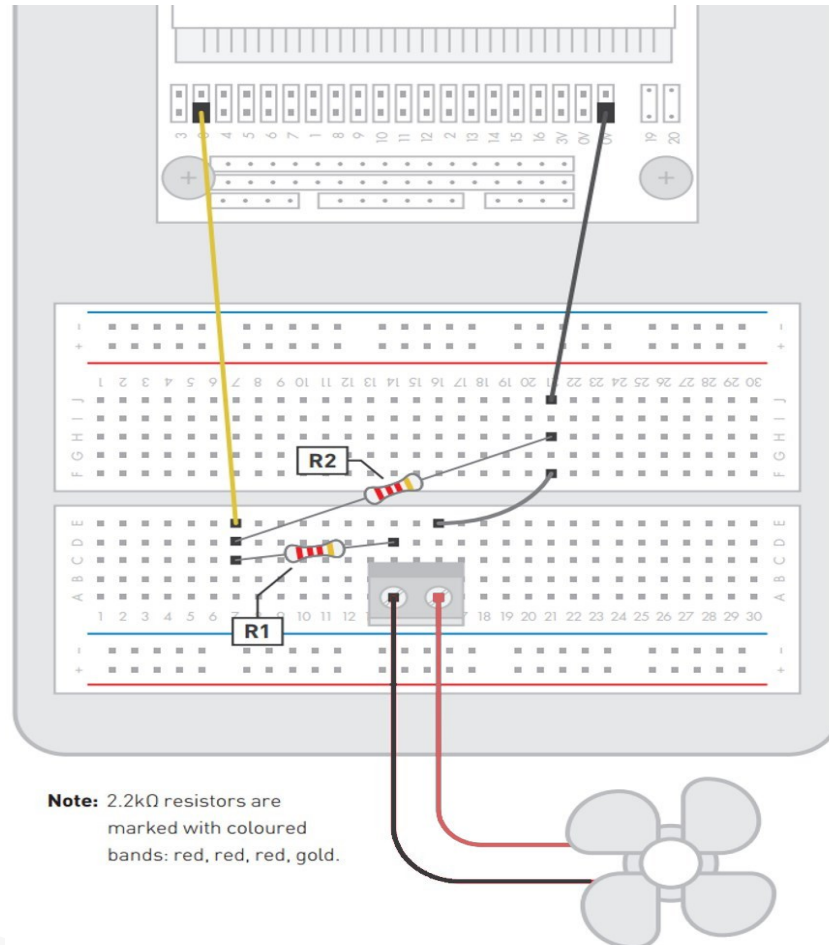 3 4 5 6 7 1 8 9 10 11 12 2 13 14 15 16 3V 0V 0V 19 20
- -
+ +
1 2 3 4 5 6 7 8 9 10 11 12 13 14 15 16 17 18 19 20 22 23 24 25 26 27 28 29 30
J J
I I
H H
G G
F F
R2
E E
D D
C C
B B
A A
1 2 3 4 5 6 7 9 10 11 12 18 19 20 21 22 23 24 25 26 27 28 29 30
R1
- -
+ +
Note: 2.2kΩ resistors are
marked with coloured
bands: red, red, red, gold.